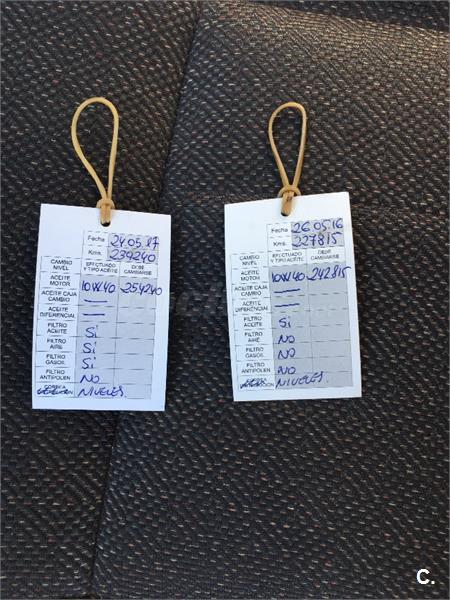 Fecha 24.05.17
Kms. 239240
CAMBIO NIVEL EFECTUADO Y TIPO ACEITE DEBE CAMBIARSE
ACEITE MOTOR 10W40 254240
ACEITE CAJA CAMBIO —
ACEITE DIFERENCIAL —
FILTRO ACEITE Si
FILTRO AIRE Si
FILTRO GASOIL Si
FILTRO ANTIPOLEN NO
CORREA NIVELES.
Fecha 26.05.16
Kms. 227815
CAMBIO NIVEL EFECTUADO Y TIPO ACEITE DEBE CAMBIARSE
ACEITE MOTOR 10W40 242815
ACEITE CAJA CAMBIO —
ACEITE DIFERENCIAL —
FILTRO ACEITE Si
FILTRO AIRE NO
FILTRO GASOIL NO
FILTRO ANTIPOLEN NO
NIVELES.
C.